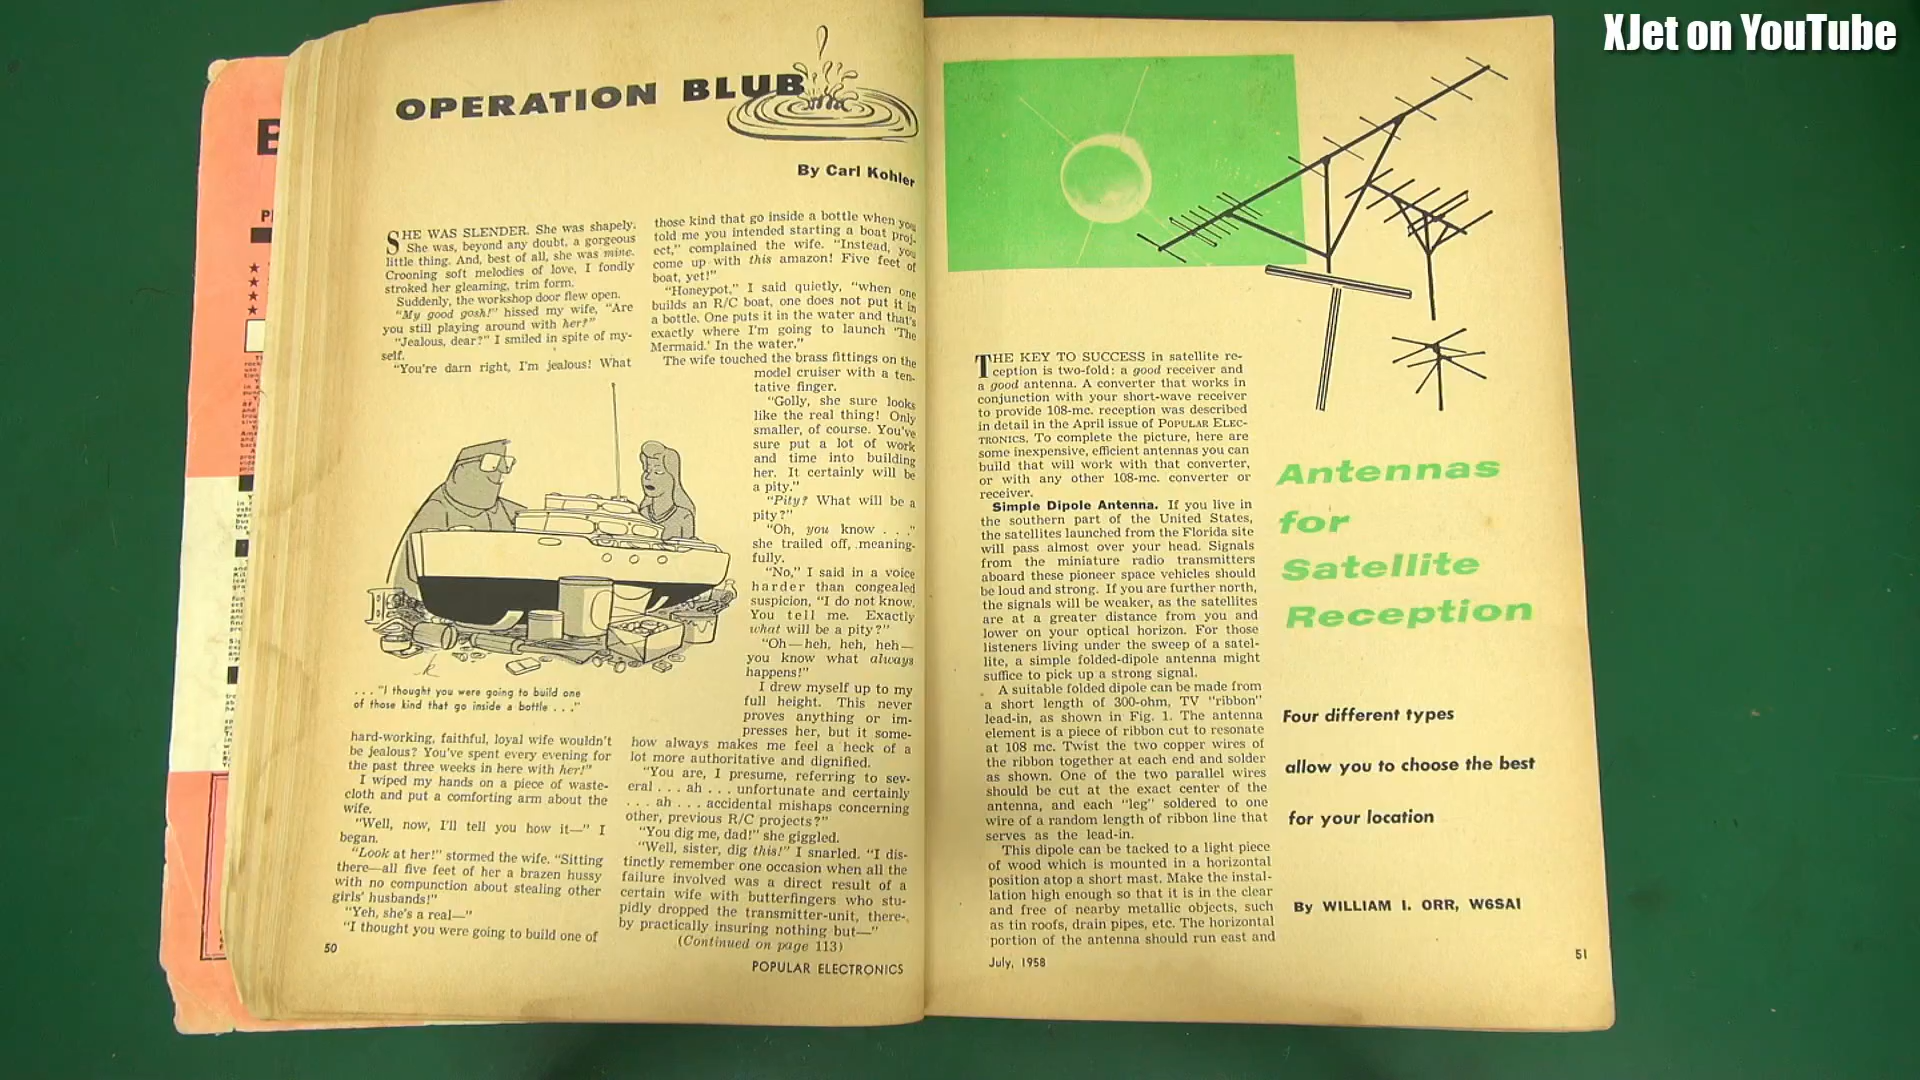 XJet on YouTube
OPERATION BLUB
By Carl Kohler
SHE WAS SLENDER. She was shapely.
She was, beyond any doubt, a gorgeous
little thing. And, best of all, she was mine.
Crooning soft melodies of love, I fondly
stroked her gleaming, trim form.
Suddenly, the workshop door flew open.
"My good gosh!" hissed my wife, "Are
you still playing around with her?"
"Jealous, dear?" I smiled in spite of my-
self.
"You're darn right, I'm jealous! What
. . . "I thought you were going to build one
of those kind that go inside a bottle . . ."
hard-working, faithful, loyal wife wouldn't
be jealous? You've spent every evening for
the past three weeks in here with her!"
I wiped my hands on a piece of waste-
cloth and put a comforting arm about the
wife.
"Well, now, I'll tell you how it—" I
began.
"Look at her!" stormed the wife. "Sitting
there—all five feet of her a brazen hussy
with no compunction about stealing other
girls' husbands!"
"Yeh, she's a real—"
"I thought you were going to build one of
those kind that go inside a bottle when you
told me you intended starting a boat proj-
ect," complained the wife. "Instead, you
come up with this amazon! Five feet of
boat, yet!"
"Honeypot," I said quietly, "when one
builds an R/C boat, one does not put it in
a bottle. One puts it in the water and that's
exactly where I'm going to launch 'The
Mermaid.' In the water."
The wife touched the brass fittings on the
model cruiser with a ten-
tative finger.
"Golly, she sure looks
like the real thing! Only
smaller, of course. You've
sure put a lot of work
and time into building
her. It certainly will be
a pity."
"Pity? What will be a
pity?"
"Oh, you know . . ."
she trailed off, meaning-
fully.
"No," I said in a voice
harder than congealed
suspicion, "I do not know.
You tell me. Exactly
what will be a pity?"
"Oh—heh, heh, heh—
you know what always
happens!"
I drew myself up to my
full height. This never
proves anything or im-
presses her, but it some-
how always makes me feel a heck of a
lot more authoritative and dignified.
"You are, I presume, referring to sev-
eral . . . ah . . . unfortunate and certainly
. . . ah . . . accidental mishaps concerning
other, previous R/C projects?"
"You dig me, dad!" she giggled.
"Well, sister, dig this!" I snarled. "I dis-
tinctly remember one occasion when all the
failure involved was a direct result of a
certain wife with butterfingers who stu-
pidly dropped the transmitter-unit, there-
by practically insuring nothing but—"
(Continued on page 113)
50
POPULAR ELECTRONICS
THE KEY TO SUCCESS in satellite re-
ception is two-fold: a good receiver and
a good antenna. A converter that works in
conjunction with your short-wave receiver
to provide 108-mc. reception was described
in detail in the April issue of POPULAR ELEC-
TRONICS. To complete the picture, here are
some inexpensive, efficient antennas you can
build that will work with that converter,
or with any other 108-mc. converter or
receiver.
Simple Dipole Antenna. If you live in
the southern part of the United States,
the satellites launched from the Florida site
will pass almost over your head. Signals
from the miniature radio transmitters
aboard these pioneer space vehicles should
be loud and strong. If you are further north,
the signals will be weaker, as the satellites
are at a greater distance from you and
lower on your optical horizon. For those
listeners living under the sweep of a satel-
lite, a simple folded-dipole antenna might
suffice to pick up a strong signal.
A suitable folded dipole can be made from
a short length of 300-ohm, TV "ribbon"
lead-in, as shown in Fig. 1. The antenna
element is a piece of ribbon cut to resonate
at 108 mc. Twist the two copper wires of
the ribbon together at each end and solder
as shown. One of the two parallel wires
should be cut at the exact center of the
antenna, and each "leg" soldered to one
wire of a random length of ribbon line that
serves as the lead-in.
This dipole can be tacked to a light piece
of wood which is mounted in a horizontal
position atop a short mast. Make the instal-
lation high enough so that it is in the clear
and free of nearby metallic objects, such
as tin roofs, drain pipes, etc. The horizontal
portion of the antenna should run east and
Antennas
for
Satellite
Reception
Four different types
allow you to choose the best
for your location
By WILLIAM I. ORR, W6SAI
July, 1958
51